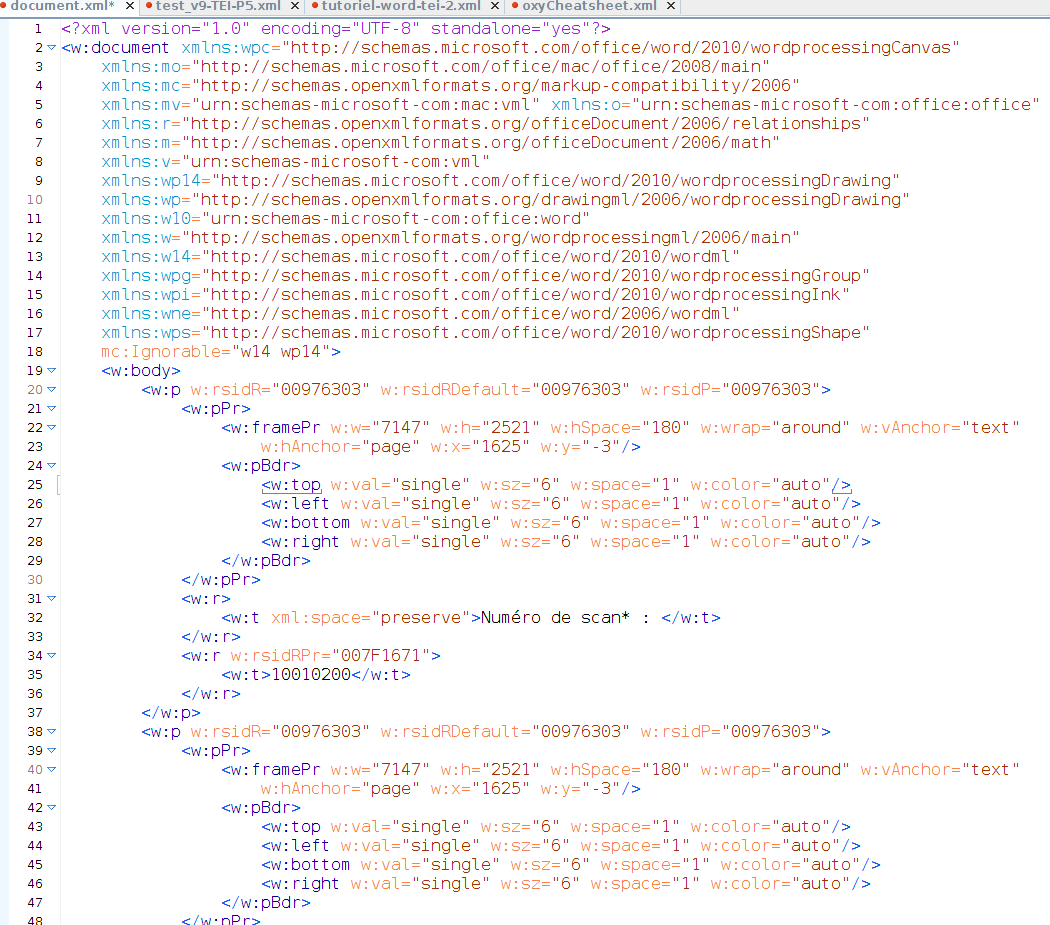 document.xml* × test_v9-TEI-P5.xml × tutoriel-word-tei-2.xml × oxyCheatsheet.xml ×
1 <?xml version="1.0" encoding="UTF-8" standalone="yes"?>
2 <w:document xmlns:wpc="http://schemas.microsoft.com/office/word/2010/wordprocessingCanvas"
3 xmlns:mo="http://schemas.microsoft.com/office/mac/office/2008/main"
4 xmlns:mc="http://schemas.openxmlformats.org/markup-compatibility/2006"
5 xmlns:mv="urn:schemas-microsoft-com:mac:vml" xmlns:o="urn:schemas-microsoft-com:office:office"
6 xmlns:r="http://schemas.openxmlformats.org/officeDocument/2006/relationships"
7 xmlns:m="http://schemas.openxmlformats.org/officeDocument/2006/math"
8 xmlns:v="urn:schemas-microsoft-com:vml"
9 xmlns:wp14="http://schemas.microsoft.com/office/word/2010/wordprocessingDrawing"
10 xmlns:wp="http://schemas.openxmlformats.org/drawingml/2006/wordprocessingDrawing"
11 xmlns:w10="urn:schemas-microsoft-com:office:word"
12 xmlns:w="http://schemas.openxmlformats.org/wordprocessingml/2006/main"
13 xmlns:w14="http://schemas.microsoft.com/office/word/2010/wordml"
14 xmlns:wpg="http://schemas.microsoft.com/office/word/2010/wordprocessingGroup"
15 xmlns:wpi="http://schemas.microsoft.com/office/word/2010/wordprocessingInk"
16 xmlns:wne="http://schemas.microsoft.com/office/word/2006/wordml"
17 xmlns:wps="http://schemas.microsoft.com/office/word/2010/wordprocessingShape"
18 mc:Ignorable="w14 wp14">
19 <w:body>
20 <w:p w:rsidR="00976303" w:rsidRDefault="00976303" w:rsidP="00976303">
21 <w:pPr>
22 <w:framePr w:w="7147" w:h="2521" w:hSpace="180" w:wrap="around" w:vAnchor="text"
23 w:hAnchor="page" w:x="1625" w:y="-3"/>
24 <w:pBdr>
25 <w:top w:val="single" w:sz="6" w:space="1" w:color="auto"/>
26 <w:left w:val="single" w:sz="6" w:space="1" w:color="auto"/>
27 <w:bottom w:val="single" w:sz="6" w:space="1" w:color="auto"/>
28 <w:right w:val="single" w:sz="6" w:space="1" w:color="auto"/>
29 </w:pBdr>
30 </w:pPr>
31 <w:r>
32 <w:t xml:space="preserve">Numéro de scan* : </w:t>
33 </w:r>
34 <w:r w:rsidRPr="007F1671">
35 <w:t>10010200</w:t>
36 </w:r>
37 </w:p>
38 <w:p w:rsidR="00976303" w:rsidRDefault="00976303" w:rsidP="00976303">
39 <w:pPr>
40 <w:framePr w:w="7147" w:h="2521" w:hSpace="180" w:wrap="around" w:vAnchor="text"
41 w:hAnchor="page" w:x="1625" w:y="-3"/>
42 <w:pBdr>
43 <w:top w:val="single" w:sz="6" w:space="1" w:color="auto"/>
44 <w:left w:val="single" w:sz="6" w:space="1" w:color="auto"/>
45 <w:bottom w:val="single" w:sz="6" w:space="1" w:color="auto"/>
46 <w:right w:val="single" w:sz="6" w:space="1" w:color="auto"/>
47 </w:pBdr>
48 </w:pPr>